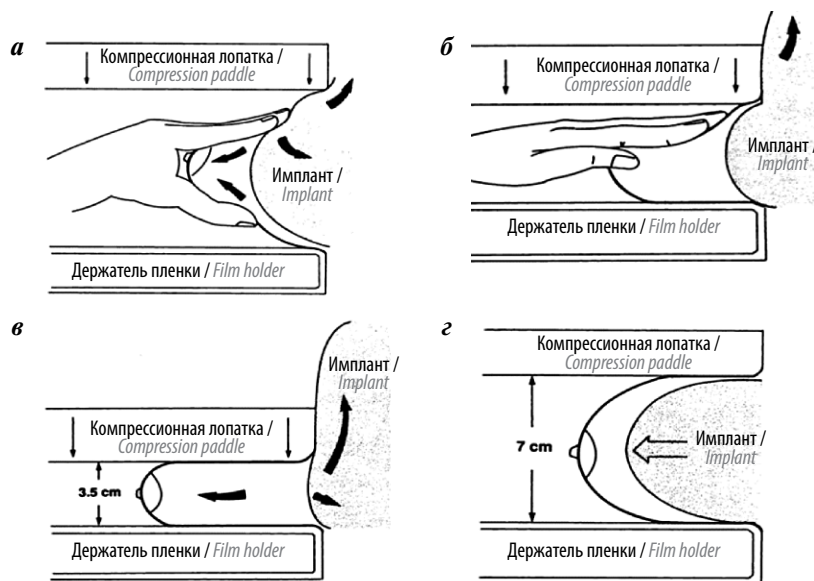 а
Компрессионная лопатка /
Compression paddle
Имплант /
Implant
Держатель пленки / Film holder
б
Компрессионная лопатка /
Compression paddle
Имплант /
Implant
Держатель пленки / Film holder
в
Имплант /
Implant
Компрессионная лопатка /
Compression paddle
3.5 cm
Держатель пленки / Film holder
г
Компрессионная лопатка /
Compression paddle
7 cm
Имплант /
Implant
Держатель пленки / Film holder